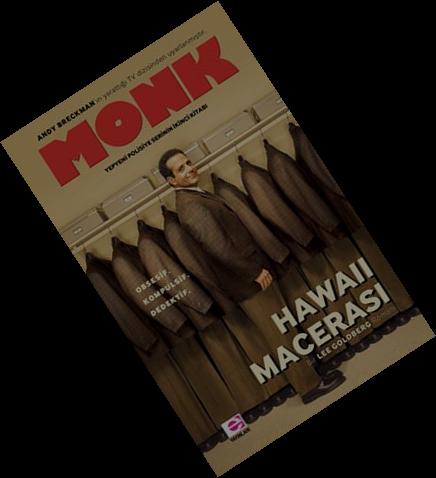 ANDY BRECKMAN'in yarattığı TV dizisinden uyarlanmıştır.
MONK
YEPYENİ POLİSİYE SERİNİN İKİNCİ KİTABI
OBSESİF.
KOMPULSİF.
DEDEKTİF.
HAWAII
MACERASI
LEE GOLDBERG
e
YAYINLARI